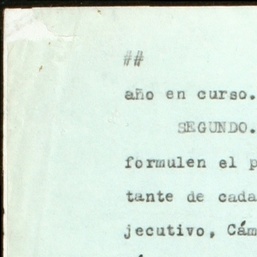 ##
año en curso.
SEGUNDO.
formulen el p
tante de cada
jecutivo, Cám